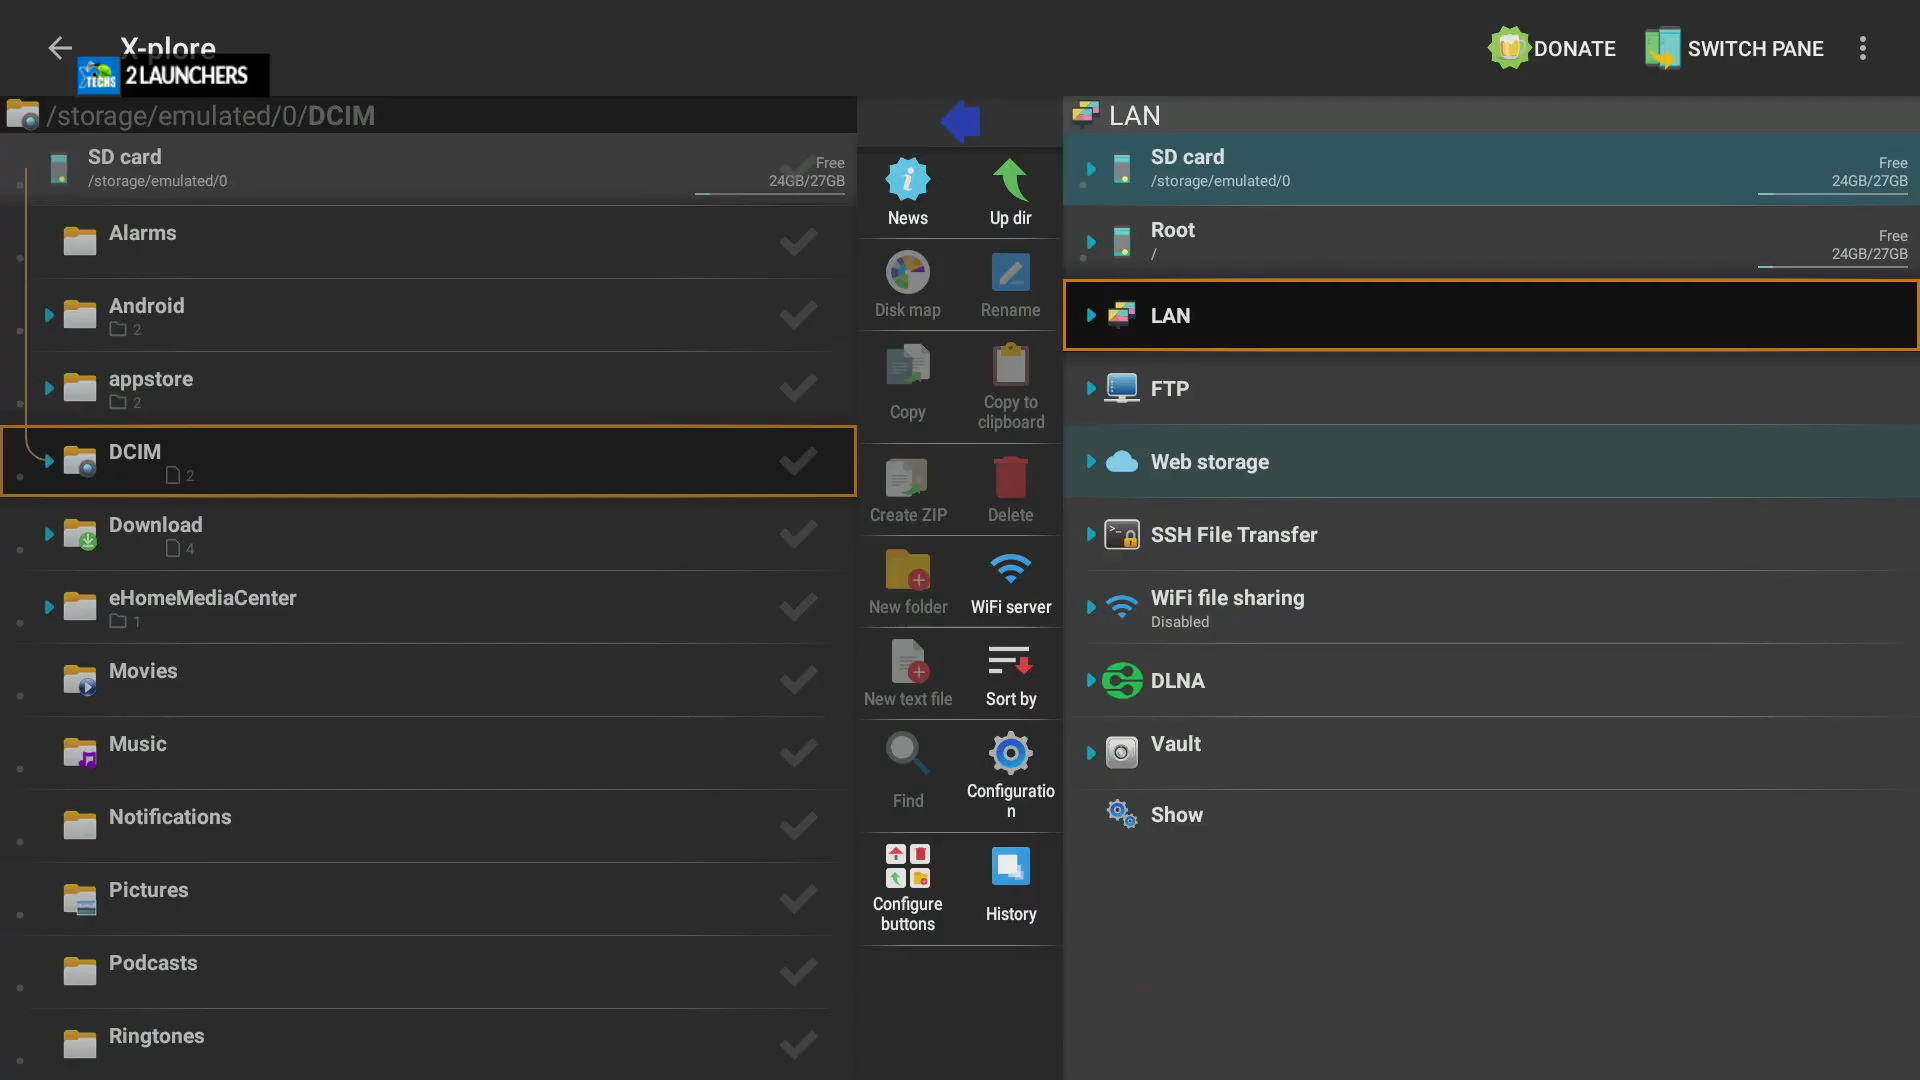 X-plore
2TECHS
2 LAUNCHERS
DONATE
SWITCH PANE
/storage/emulated/0/DCIM
SD card
/storage/emulated/0
Free
24GB/27GB
Alarms
Android
2
appstore
2
DCIM
2
Download
4
eHomeMediaCenter
1
Movies
Music
Notifications
Pictures
Podcasts
Ringtones
News
Up dir
Disk map
Rename
Copy
Copy to
clipboard
Create ZIP
Delete
New folder
WiFi server
New text file
Sort by
Find
Configuratio
n
Configure
buttons
History
LAN
SD card
/storage/emulated/0
Free
24GB/27GB
Root
/
Free
24GB/27GB
LAN
FTP
Web storage
SSH File Transfer
WiFi file sharing
Disabled
DLNA
Vault
Show